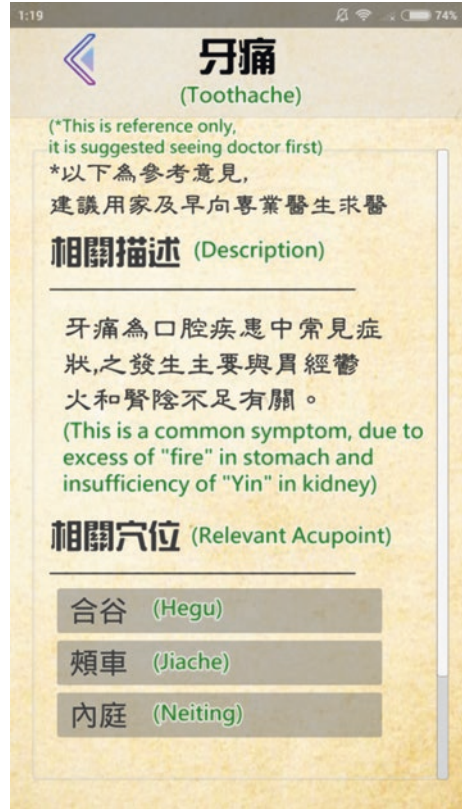 1:19
74%
牙痛
(Toothache)
(*This is reference only,
it is suggested seeing doctor first)
*以下為參考意見,
建議用家及早向專業醫生求醫
相關描述 (Description)
牙痛為口腔疾患中常見症
狀,之發生主要與胃經鬱
火和腎陰不足有關。
(This is a common symptom, due to
excess of "fire" in stomach and
insufficiency of "Yin" in kidney)
相關穴位 (Relevant Acupoint)
合谷 (Hegu)
頰車 (Jiache)
內庭 (Neiting)